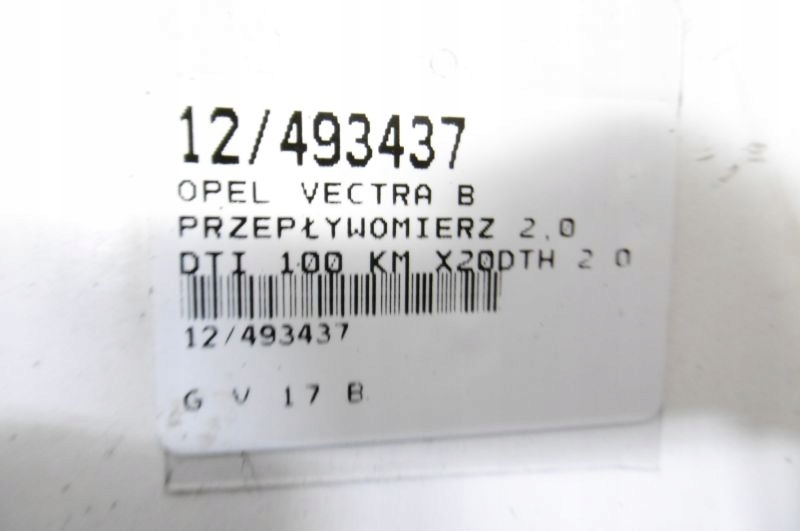 12/493437
OPEL VECTRA B
PRZEPŁYWOMIERZ 2.0
DTI 100 KM X20DTH 2 0
12/493437
G V 17 B